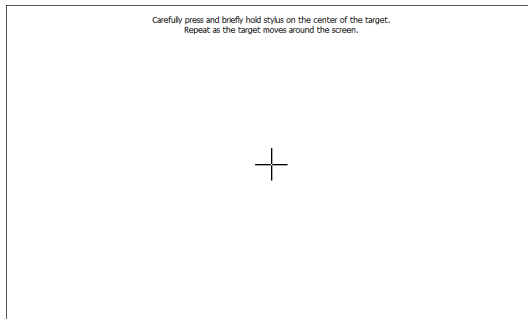 Carefully press and briefly hold stylus on the center of the target.
Repeat as the target moves around the screen.